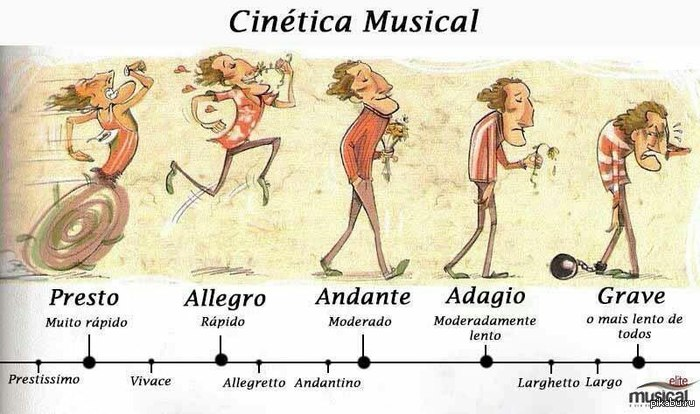 Cinética Musical
Presto
Muito rápido
Allegro
Rápido
Andante
Moderado
Adagio
Moderadamente
lento
Grave
o mais lento de
todos
Prestissimo
Vivace
Allegretto
Andantino
Larghetto
Largo
elite
musical
pikabu.ru